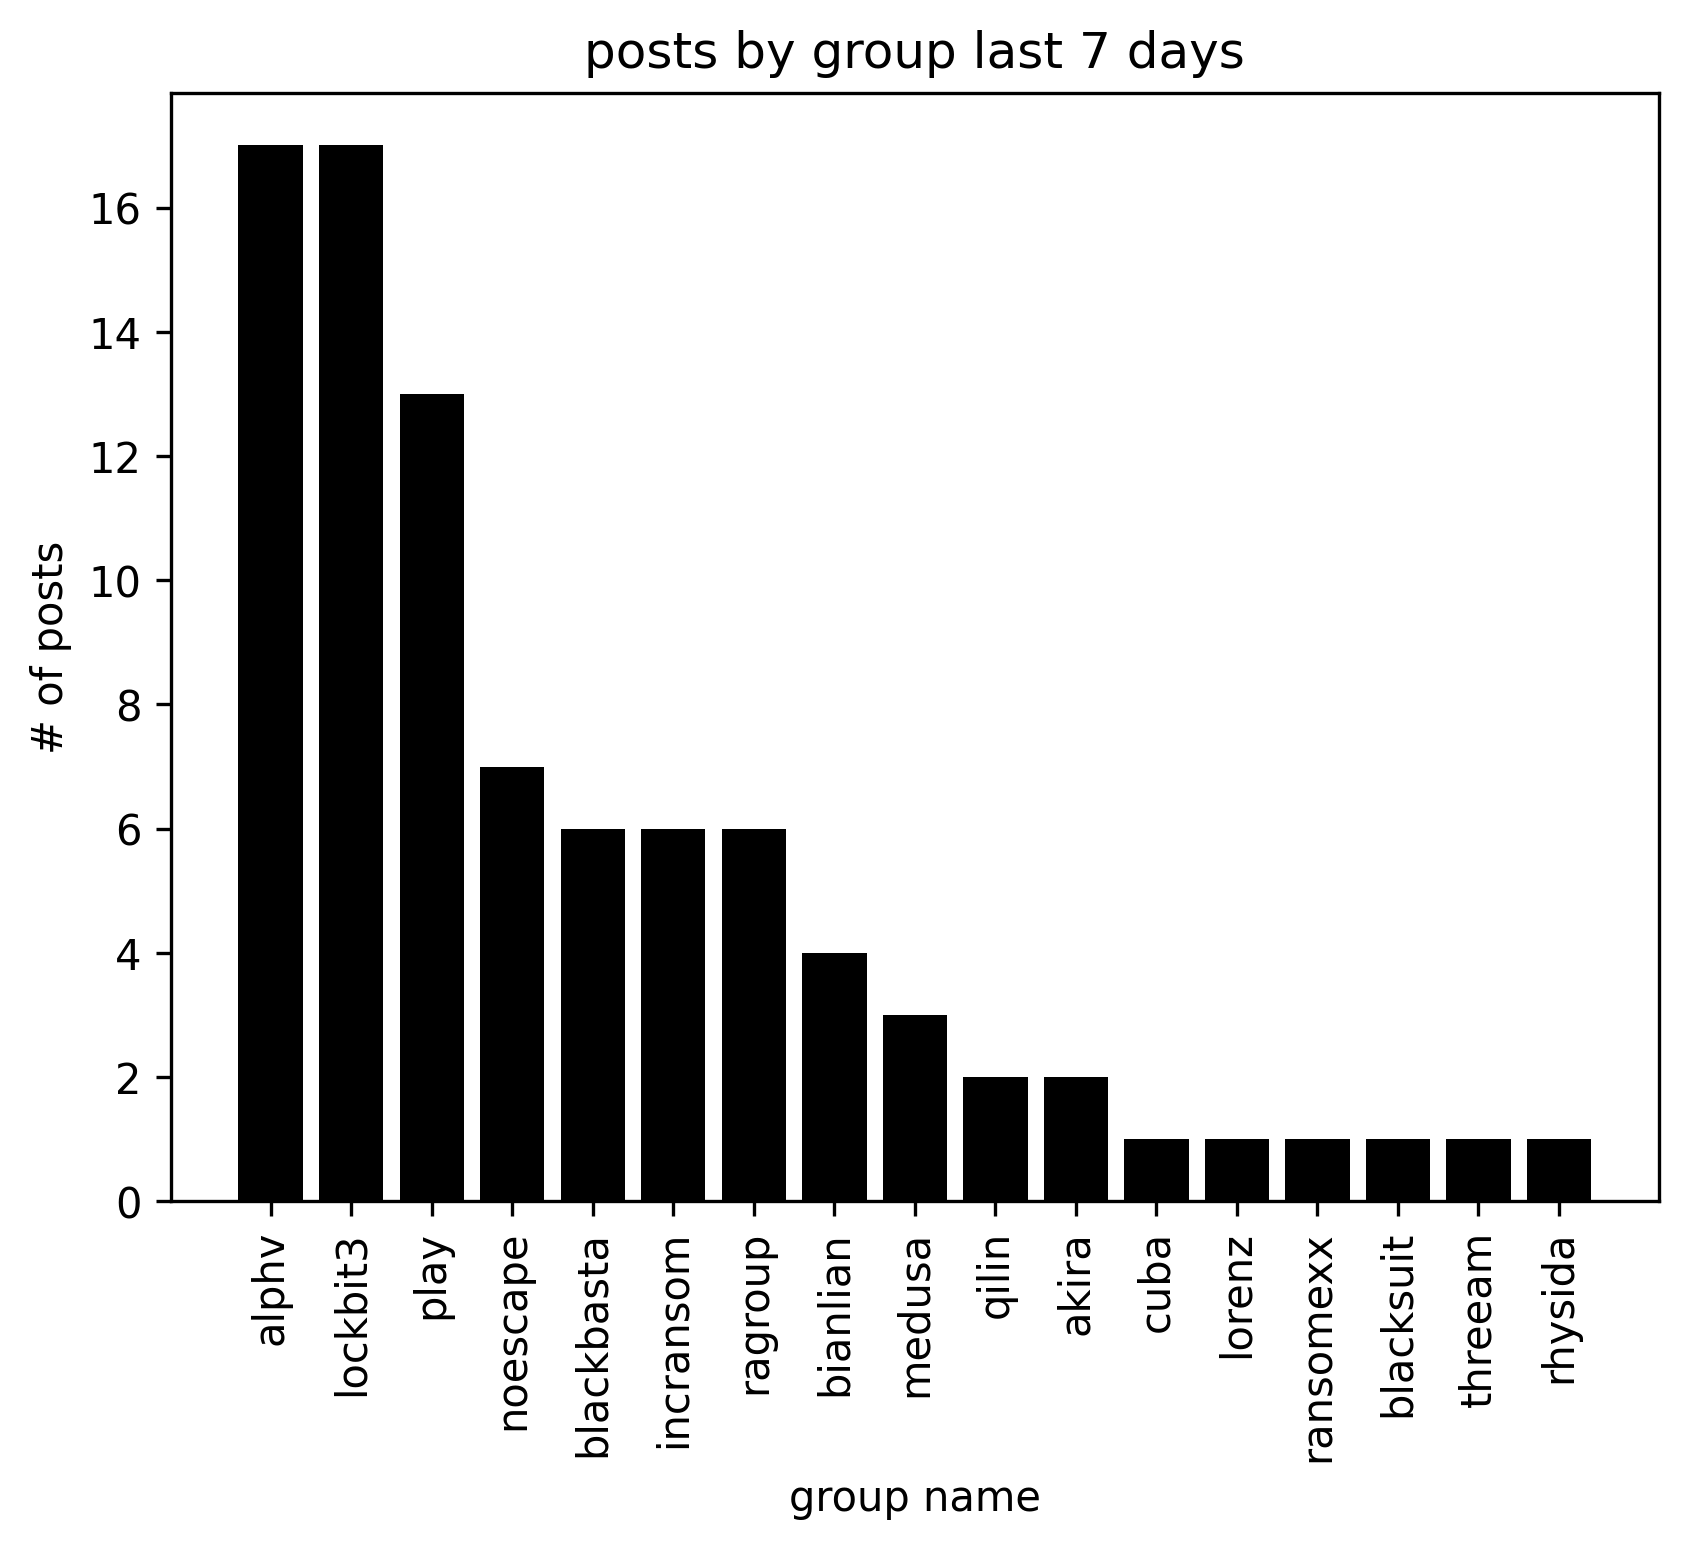 posts by group last 7 days
# of posts
16
14
12
10
8
6
4
2
0
alphv
lockbit3
play
noescape
blackbasta
incransom
ragroup
bianlian
medusa
qilin
akira
cuba
lorenz
ransomexx
blacksuit
threeam
rhysida
group name